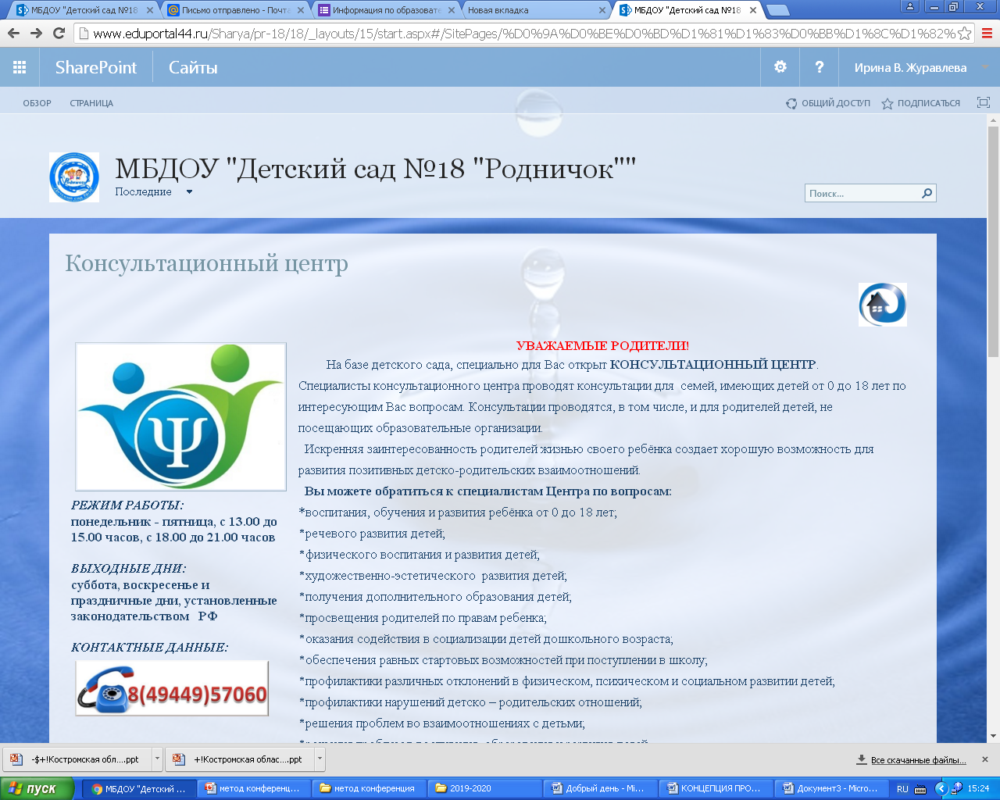 МБДОУ "Детский сад №18
Письмо отправлено - Почта
Информация по образоват
Новая вкладка
МБДОУ "Детский сад №18
www.eduportal44.ru/Sharya/pr-18/18/_layouts/15/start.aspx#/SitePages/%D0%9A%D0%BE%D0%BD%D1%81%D1%83%D0%BB%D1%8C%D1%82%
SharePoint
Сайты
?
Ирина В. Журавлева
ОБЗОР
СТРАНИЦА
ОБЩИЙ ДОСТУП
ПОДПИСАТЬСЯ
МБДОУ "Детский сад №18 "Родничок""
Последние
Поиск...
Консультационный центр
УВАЖАЕМЫЕ РОДИТЕЛИ!
На базе детского сада, специально для Вас открыт КОНСУЛЬТАЦИОННЫЙ ЦЕНТР.
Специалисты консультационного центра проводят консультации для семей, имеющих детей от 0 до 18 лет по
интересующим Вас вопросам. Консультации проводятся, в том числе, и для родителей детей, не
посещающих образовательные организации.
Искренняя заинтересованность родителей жизнью своего ребёнка создает хорошую возможность для
развития позитивных детско-родительских взаимоотношений.
Вы можете обратиться к специалистам Центра по вопросам:
*воспитания, обучения и развития ребёнка от 0 до 18 лет;
*речевого развития детей;
*физического воспитания и развития детей;
*художественно-эстетического развития детей;
*получения дополнительного образования детей;
*просвещения родителей по правам ребенка;
*оказания содействия в социализации детей дошкольного возраста;
*обеспечения равных стартовых возможностей при поступлении в школу;
*профилактики различных отклонений в физическом, психическом и социальном развитии детей;
*профилактики нарушений детско – родительских отношений;
*решения проблем во взаимоотношениях с детьми;
Ψ
РЕЖИМ РАБОТЫ:
понедельник - пятница, с 13.00 до
15.00 часов, с 18.00 до 21.00 часов
ВЫХОДНЫЕ ДНИ:
суббота, воскресенье и
праздничные дни, установленные
законодательством РФ
КОНТАКТНЫЕ ДАННЫЕ:
8(49449)57060
-$+!Костромская обл....ppt
+!Костромская облас....ppt
Все скачанные файлы...
пуск
МБДОУ "Детский ...
метод конференц...
метод конференция
2019-2020
Добрый день - Mi...
КОНЦЕПЦИЯ ПРО...
Документ3 - Micro...
RU
15:24